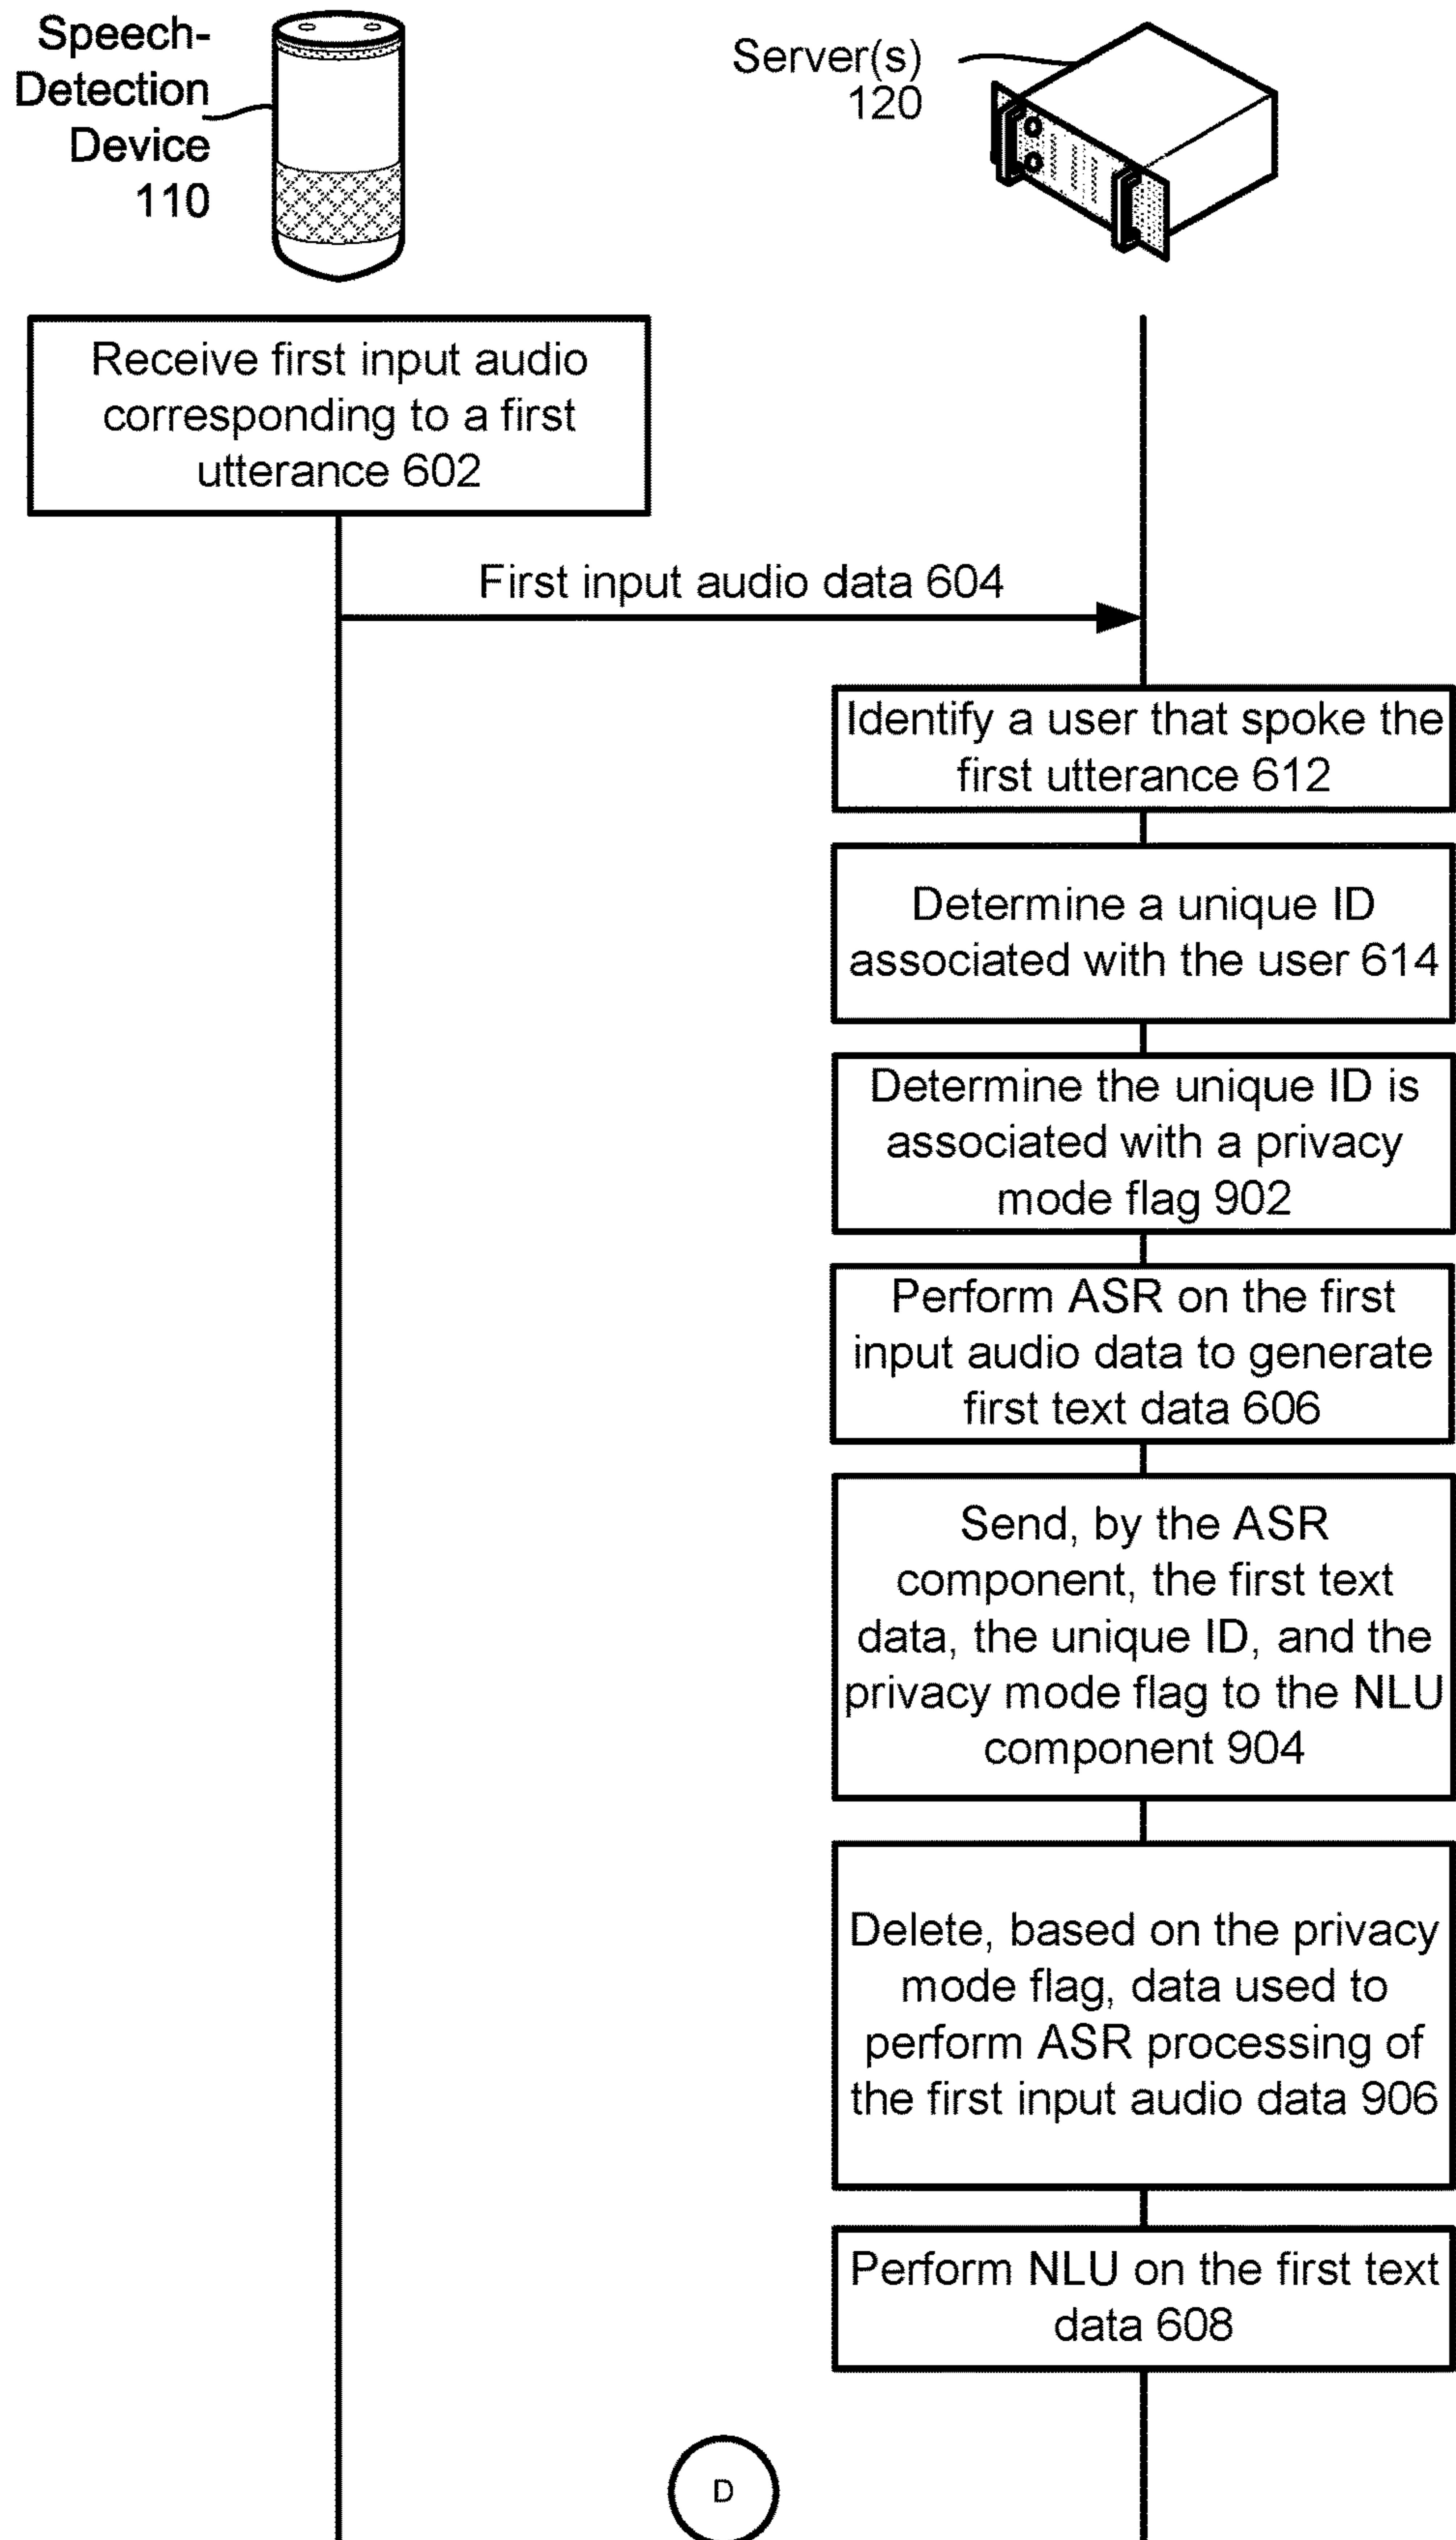 Speech-
Detection
Device
110
Server(s)
120
Receive first input audio
corresponding to a first
utterance 602
First input audio data 604
Identify a user that spoke the
first utterance 612
Determine a unique ID
associated with the user 614
Determine the unique ID is
associated with a privacy
mode flag 902
Perform ASR on the first
input audio data to generate
first text data 606
Send, by the ASR
component, the first text
data, the unique ID, and the
privacy mode flag to the NLU
component 904
Delete, based on the privacy
mode flag, data used to
perform ASR processing of
the first input audio data 906
Perform NLU on the first text
data 608
D